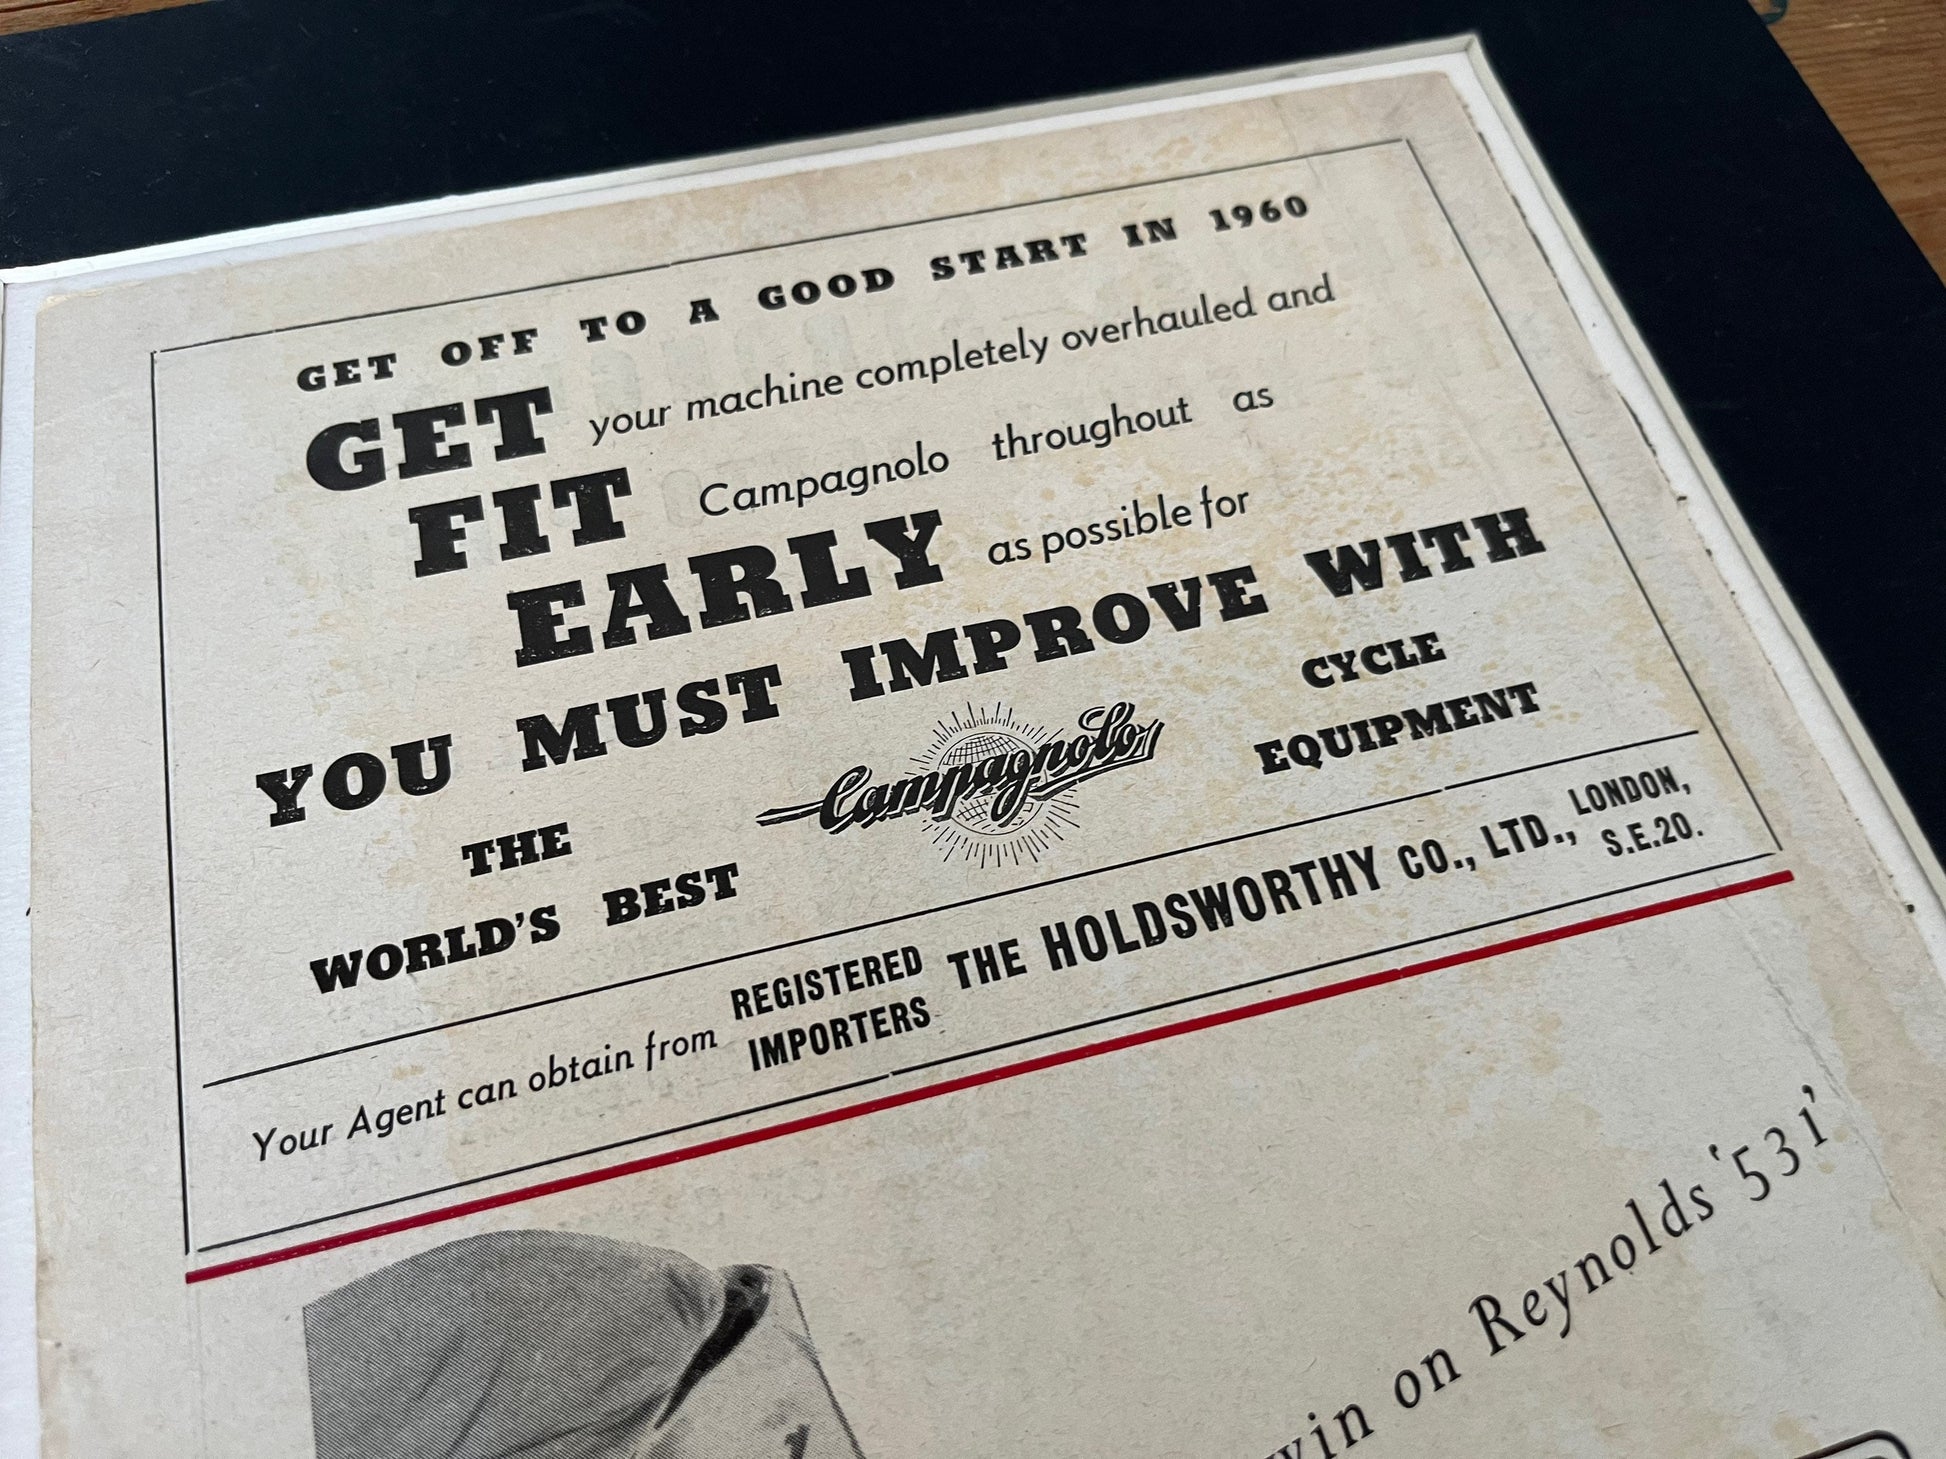 GET OFF TO A GOOD START IN 1960
GET your machine completely overhauled and
FIT Campagnolo throughout as
EARLY as possible for
YOU MUST IMPROVE WITH
THE
WORLD'S BEST
Campagnolo
CYCLE
EQUIPMENT
Your Agent can obtain from REGISTERED
IMPORTERS
THE HOLDSWORTHY CO., LTD., LONDON,
S.E.20.
win on Reynolds '531'